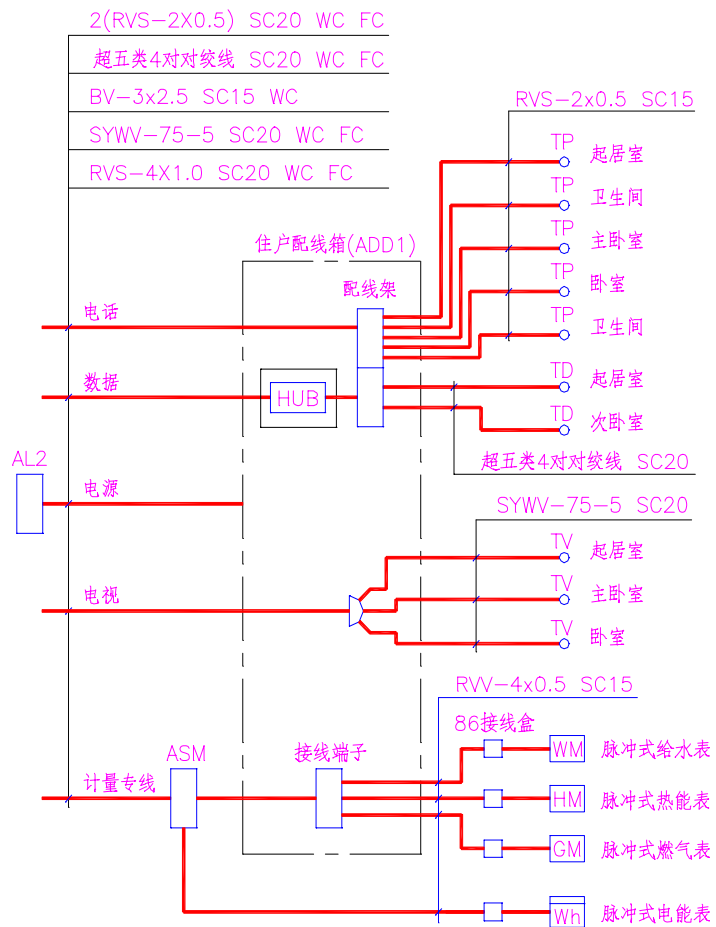 2(RVS-2X0.5) SC20 WC FC
超五类4对对绞线 SC20 WC FC
BV-3x2.5 SC15 WC
SYWV-75-5 SC20 WC FC
RVS-4X1.0 SC20 WC FC
RVS-2x0.5 SC15
TP 起居室
TP 卫生间
住户配线箱(ADD1)
TP 主卧室
配线架
TP 卧室
电话
TP 卫生间
数据
HUB
TD 起居室
TD 次卧室
AL2
超五类4对对绞线 SC20
电源
SYWV-75-5 SC20
TV 起居室
电视
TV 主卧室
TV 卧室
RVV-4x0.5 SC15
86接线盒
ASM
接线端子
WM 脉冲式给水表
计量专线
HM 脉冲式热能表
GM 脉冲式燃气表
Wh 脉冲式电能表